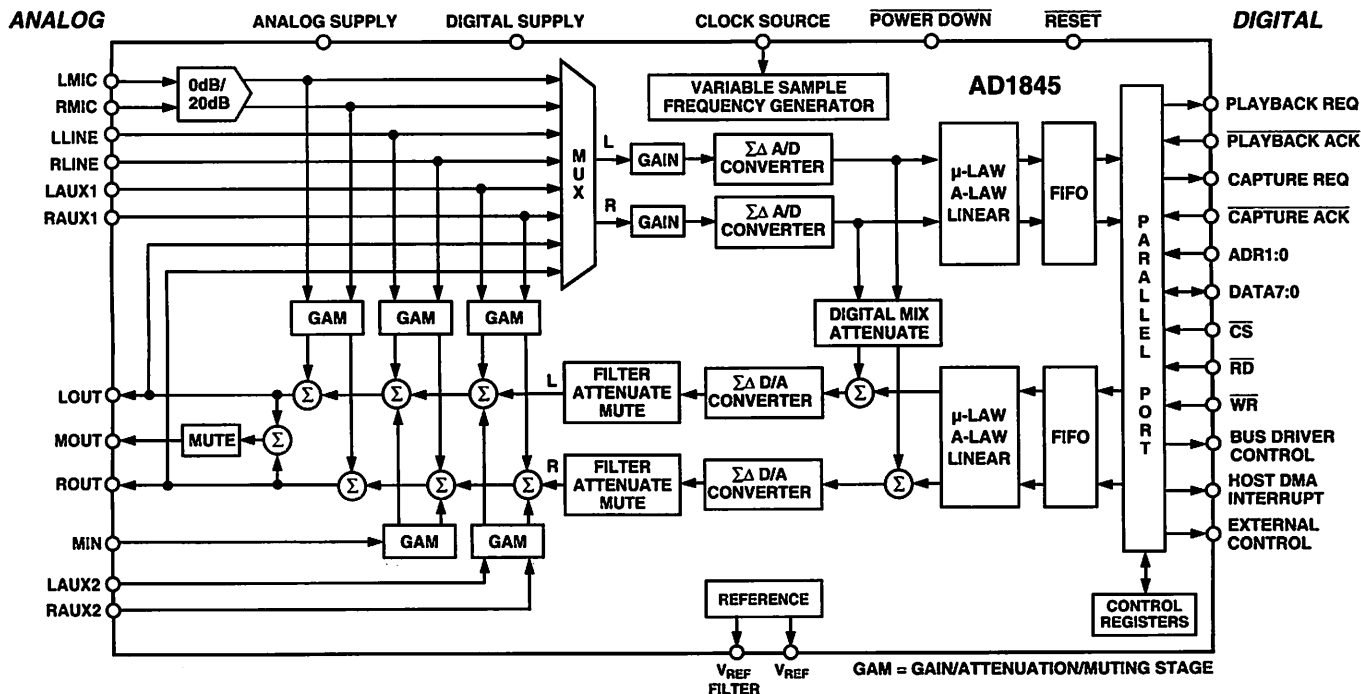 ANALOG
ANALOG SUPPLY
DIGITAL SUPPLY
CLOCK SOURCE
POWER DOWN
RESET
DIGITAL
LMIC
RMIC
LLINE
RLINE
LAUX1
RAUX1
0dB/
20dB
MUX
VARIABLE SAMPLE
FREQUENCY GENERATOR
AD1845
L
GAIN
ΣΔ A/D
CONVERTER
R
GAIN
ΣΔ A/D
CONVERTER
μ-LAW
A-LAW
LINEAR
FIFO
PARALLEL PORT
PLAYBACK REQ
PLAYBACK ACK
CAPTURE REQ
CAPTURE ACK
ADR1:0
DATA7:0
CS
RD
WR
BUS DRIVER
CONTROL
HOST DMA
INTERRUPT
EXTERNAL
CONTROL
GAM
GAM
GAM
DIGITAL MIX
ATTENUATE
LOUT
Σ
Σ
Σ
L
FILTER
ATTENUATE
MUTE
ΣΔ D/A
CONVERTER
Σ
μ-LAW
A-LAW
LINEAR
FIFO
MOUT
MUTE
Σ
ROUT
Σ
Σ
Σ
R
FILTER
ATTENUATE
MUTE
ΣΔ D/A
CONVERTER
Σ
MIN
GAM
GAM
LAUX2
RAUX2
REFERENCE
CONTROL
REGISTERS
VREF
FILTER
VREF
GAM = GAIN/ATTENUATION/MUTING STAGE